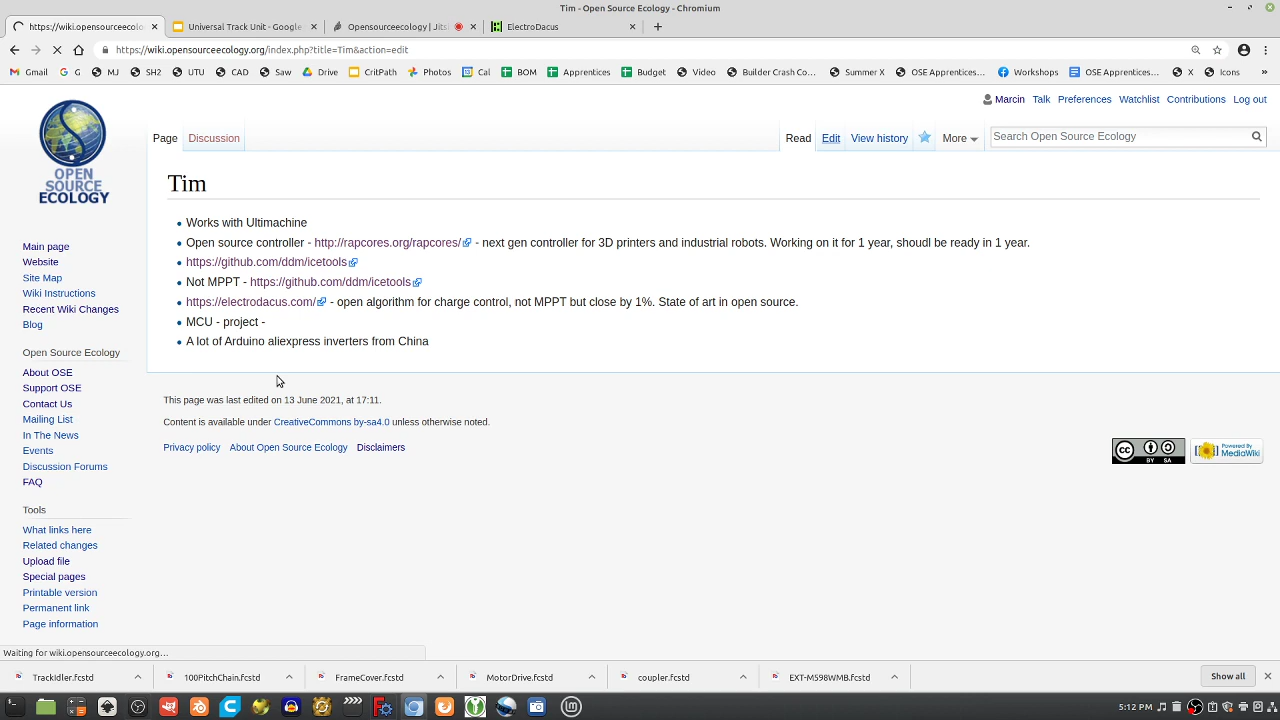 Tim - Open Source Ecology - Chromium
https://wiki.opensourceecolo
Universal Track Unit - Google
Opensourceecology | Jits
ElectroDacus
https://wiki.opensourceecology.org/index.php?title=Tim&action=edit
Gmail G MJ SH2 UTU CAD Saw Drive CritPath Photos Cal BOM Apprentices Budget Video Builder Crash Co... Summer X OSE Apprentices... Workshops OSE Apprentices... X Icons »
Marcin Talk Preferences Watchlist Contributions Log out
Page Discussion Read Edit View history More Search Open Source Ecology
OPEN
SOURCE
ECOLOGY
Tim
Works with Ultimachine
Open source controller - http://rapcores.org/rapcores/ - next gen controller for 3D printers and industrial robots. Working on it for 1 year, shoudl be ready in 1 year.
https://github.com/ddm/icetools
Not MPPT - https://github.com/ddm/icetools
https://electrodacus.com/ - open algorithm for charge control, not MPPT but close by 1%. State of art in open source.
MCU - project -
A lot of Arduino aliexpress inverters from China
This page was last edited on 13 June 2021, at 17:11.
Content is available under CreativeCommons by-sa4.0 unless otherwise noted.
Privacy policy About Open Source Ecology Disclaimers
cc BY SA
Powered By MediaWiki
Main page
Website
Site Map
Wiki Instructions
Recent Wiki Changes
Blog
Open Source Ecology
About OSE
Support OSE
Contact Us
Mailing List
In The News
Events
Discussion Forums
FAQ
Tools
What links here
Related changes
Upload file
Special pages
Printable version
Permanent link
Page information
Waiting for wiki.opensourceecology.org...
TrackIdler.fcstd 100PitchChain.fcstd FrameCover.fcstd MotorDrive.fcstd coupler.fcstd EXT-M598WMB.fcstd Show all
5:12 PM